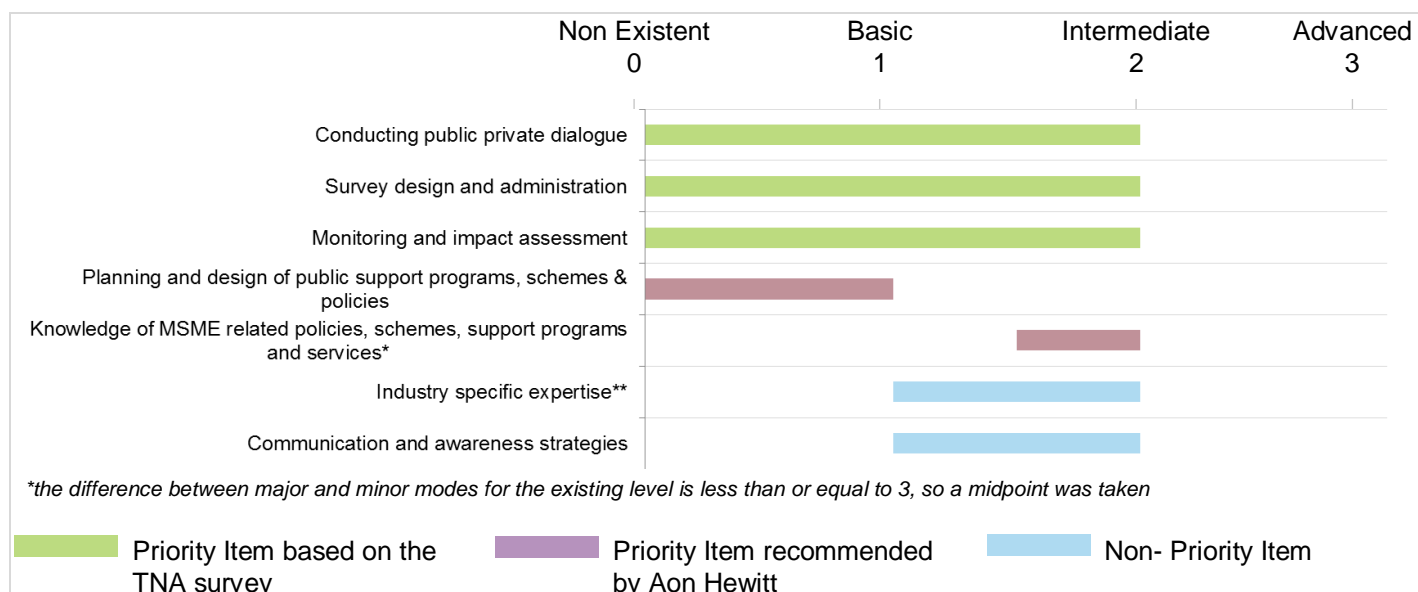 Non Existent Basic Intermediate Advanced
0 1 2 3
Conducting public private dialogue
Survey design and administration
Monitoring and impact assessment
Planning and design of public support programs, schemes &
policies
Knowledge of MSME related policies, schemes, support programs
and services*
Industry specific expertise**
Communication and awareness strategies
*the difference between major and minor modes for the existing level is less than or equal to 3, so a midpoint was taken
Priority Item based on the
TNA survey
Priority Item recommended
by Aon Hewitt
Non- Priority Item